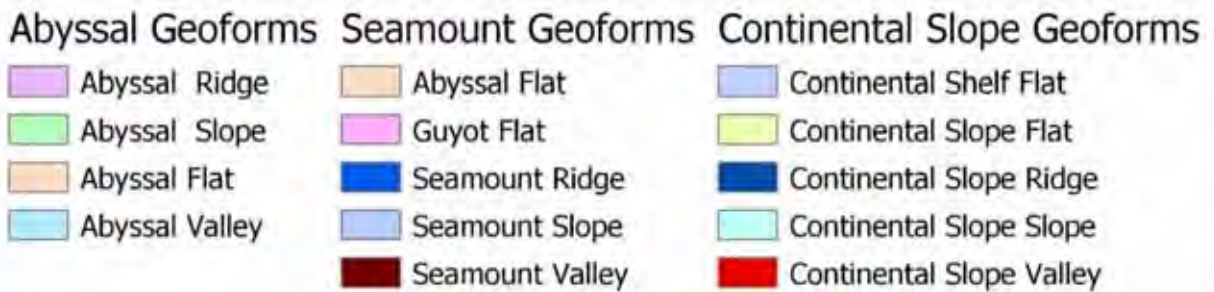 Abyssal Geoforms
Abyssal Ridge
Abyssal Slope
Abyssal Flat
Abyssal Valley
Seamount Geoforms
Abyssal Flat
Guyot Flat
Seamount Ridge
Seamount Slope
Seamount Valley
Continental Slope Geoforms
Continental Shelf Flat
Continental Slope Flat
Continental Slope Ridge
Continental Slope Slope
Continental Slope Valley